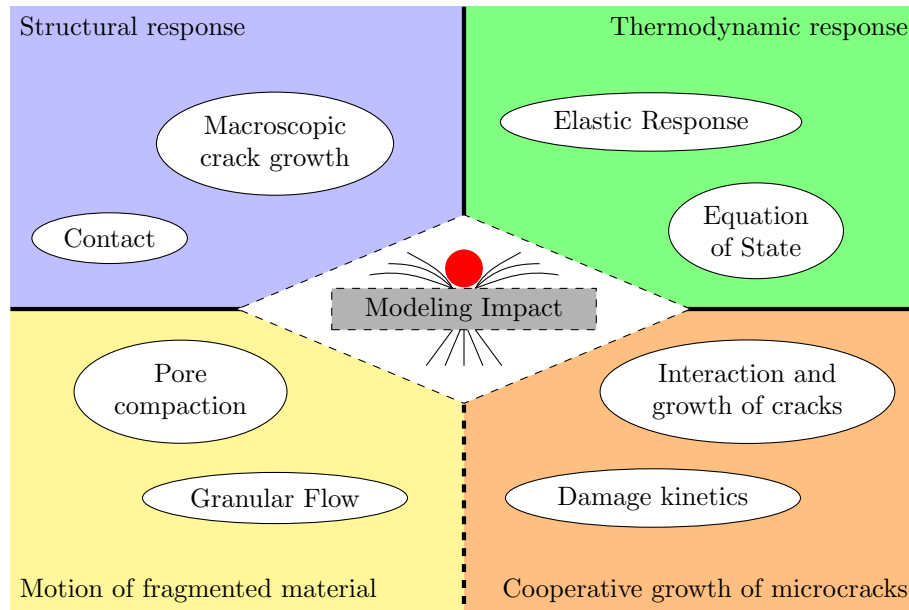 Structural response
Thermodynamic response
Macroscopic
crack growth
Elastic Response
Contact
Equation
of State
Modeling Impact
Pore
compaction
Interaction and
growth of cracks
Granular Flow
Damage kinetics
Motion of fragmented material
Cooperative growth of microcracks